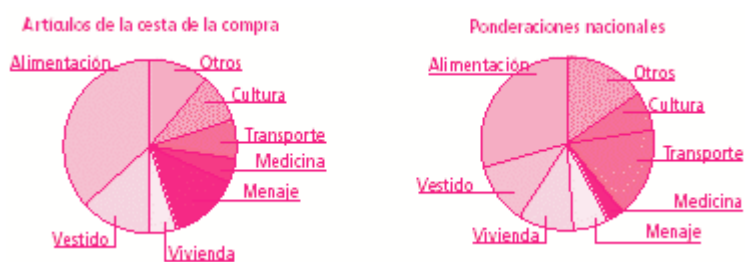 Artículos de la cesta de la compra
Alimentación
Otros
Cultura
Transporte
Medicina
Menaje
Vestido
Vivienda
Ponderaciones nacionales
Alimentación
Otros
Cultura
Transporte
Vestido
Medicina
Vivienda
Menaje